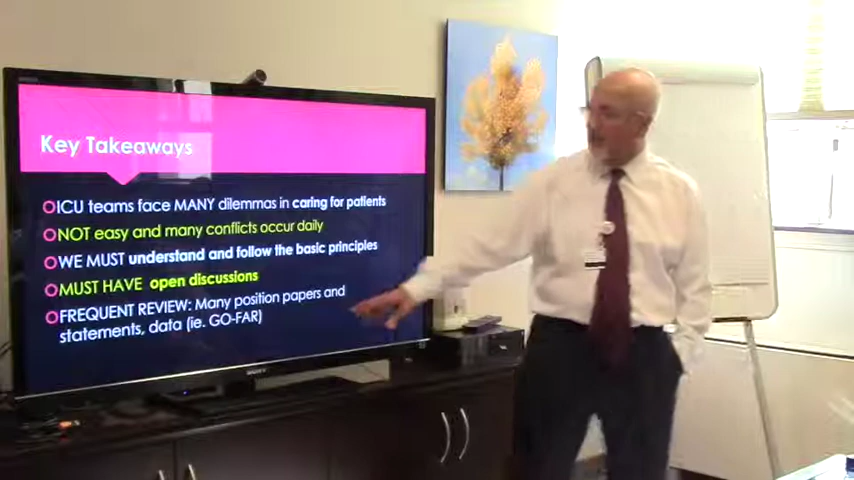 Key Takeaways
ICU teams face MANY dilemmas in caring for patients
NOT easy and many conflicts occur daily
WE MUST understand and follow the basic principles
MUST HAVE open discussions
FREQUENT REVIEW: Many position papers and
statements, data (ie. GO-FAR)
SONY